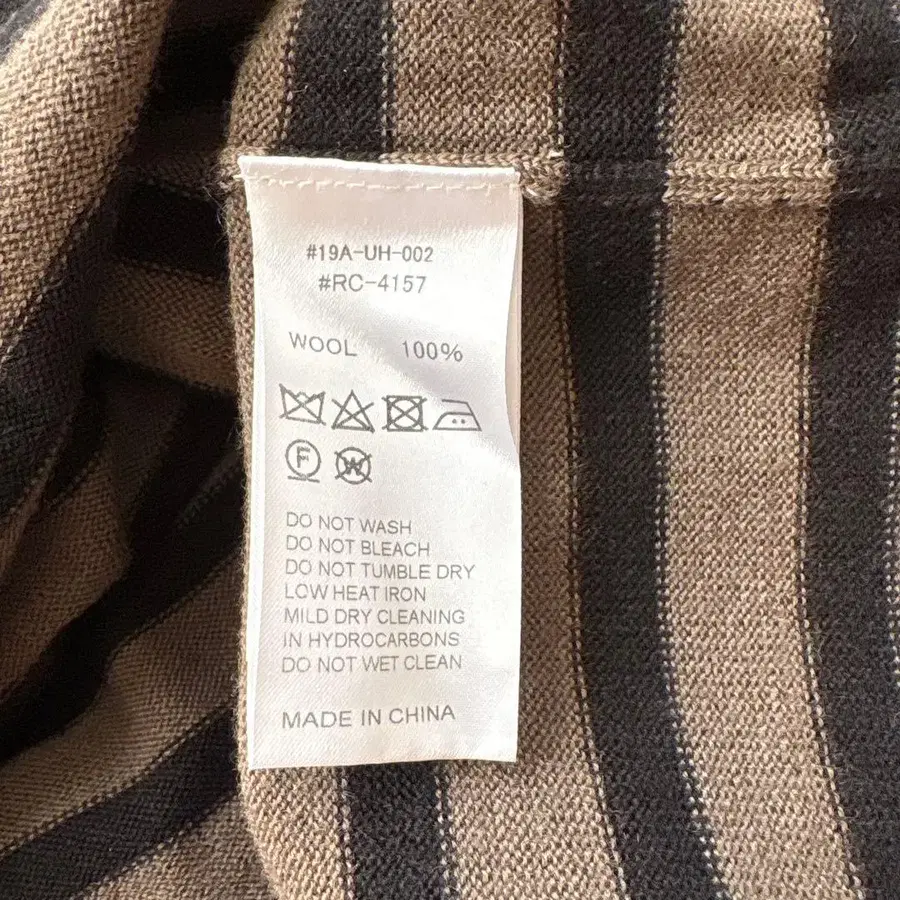 #19A-UH-002
#RC-4157
WOOL 100%
F W
DO NOT WASH
DO NOT BLEACH
DO NOT TUMBLE DRY
LOW HEAT IRON
MILD DRY CLEANING
IN HYDROCARBONS
DO NOT WET CLEAN
MADE IN CHINA